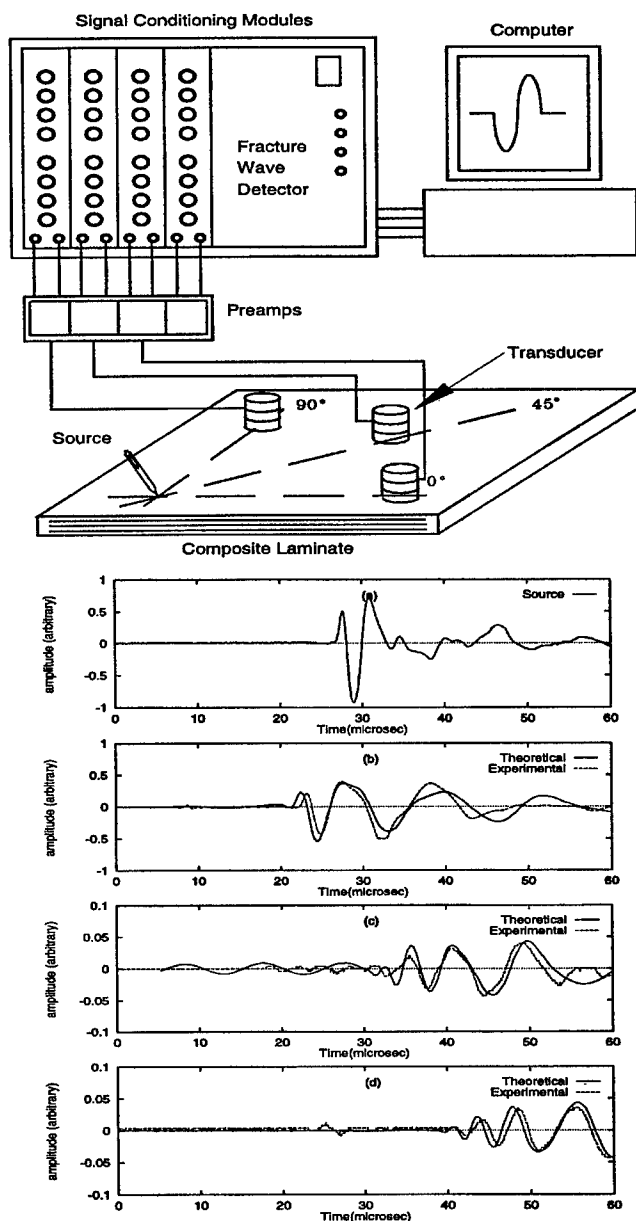 Signal Conditioning Modules
Computer
Fracture
Wave
Detector
Preamps
Transducer
90°
45°
Source
0°
Composite Laminate
(a)
Source
1
0.5
0
-0.5
-1
amplitude (arbitrary)
0 10 20 30 40 50 60
Time(microsec)
(b)
Theoretical
Experimental
1
0.5
0
-0.5
-1
amplitude (arbitrary)
0 10 20 30 40 50 60
Time(microsec)
(c)
Theoretical
Experimental
0.1
0.05
0
-0.05
-0.1
amplitude (arbitrary)
0 10 20 30 40 50 60
Time(microsec)
(d)
Theoretical
Experimental
0.1
0.05
0
-0.05
-0.1
amplitude (arbitrary)
0 10 20 30 40 50 60
Time(microsec)